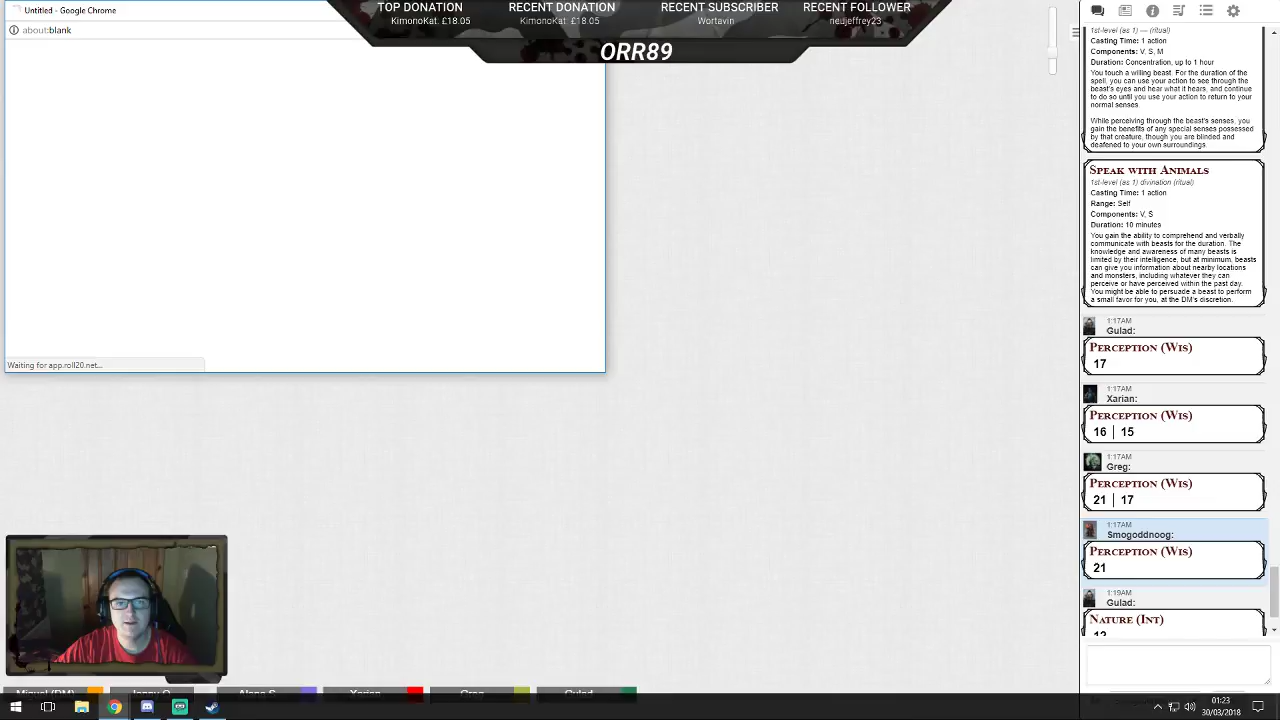 Untitled - Google Chrome
about:blank
TOP DONATION
KimonoKat: £18.05
RECENT DONATION
KimonoKat: £18.05
RECENT SUBSCRIBER
Wortavin
RECENT FOLLOWER
neujeffrey23
ORR89
Waiting for app.roll20.net...
1st-level (as 1) — (ritual)
Casting Time: 1 action
Components: V, S, M
Duration: Concentration, up to 1 hour
You touch a willing beast. For the duration of the
spell, you can use your action to see through the
beast's eyes and hear what it hears, and continue
to do so until you use your action to return to your
normal senses.
While perceiving through the beast's senses, you
gain the benefits of any special senses possessed
by that creature, though you are blinded and
deafened to your own surroundings.
Speak with Animals
1st-level (as 1) divination (ritual)
Casting Time: 1 action
Range: Self
Components: V, S
Duration: 10 minutes
You gain the ability to comprehend and verbally
communicate with beasts for the duration. The
knowledge and awareness of many beasts is
limited by their intelligence, but at minimum, beasts
can give you information about nearby locations
and monsters, including whatever they can
perceive or have perceived within the past day.
You might be able to persuade a beast to perform
a small favor for you, at the DM's discretion.
1:17AM
Gulad:
Perception (Wis)
17
1:17AM
Xarian:
Perception (Wis)
16 | 15
1:17AM
Greg:
Perception (Wis)
21 | 17
1:17AM
Smogoddnoog:
Perception (Wis)
21
1:19AM
Gulad:
Nature (Int)
Xarian
Greg
Gulad
01:23
30/03/2018